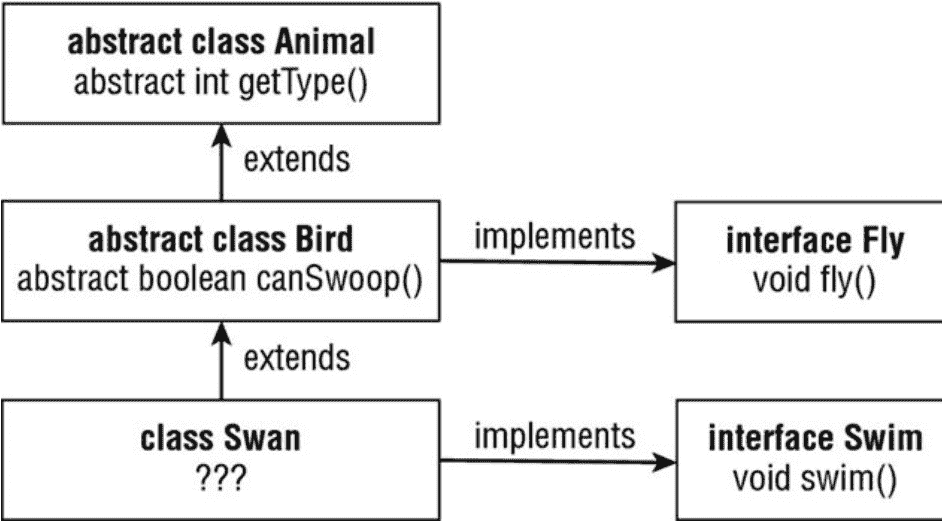 abstract class Animal
abstract int getType()
extends
abstract class Bird
abstract boolean canSwoop()
implements
interface Fly
void fly()
extends
class Swan
???
implements
interface Swim
void swim()